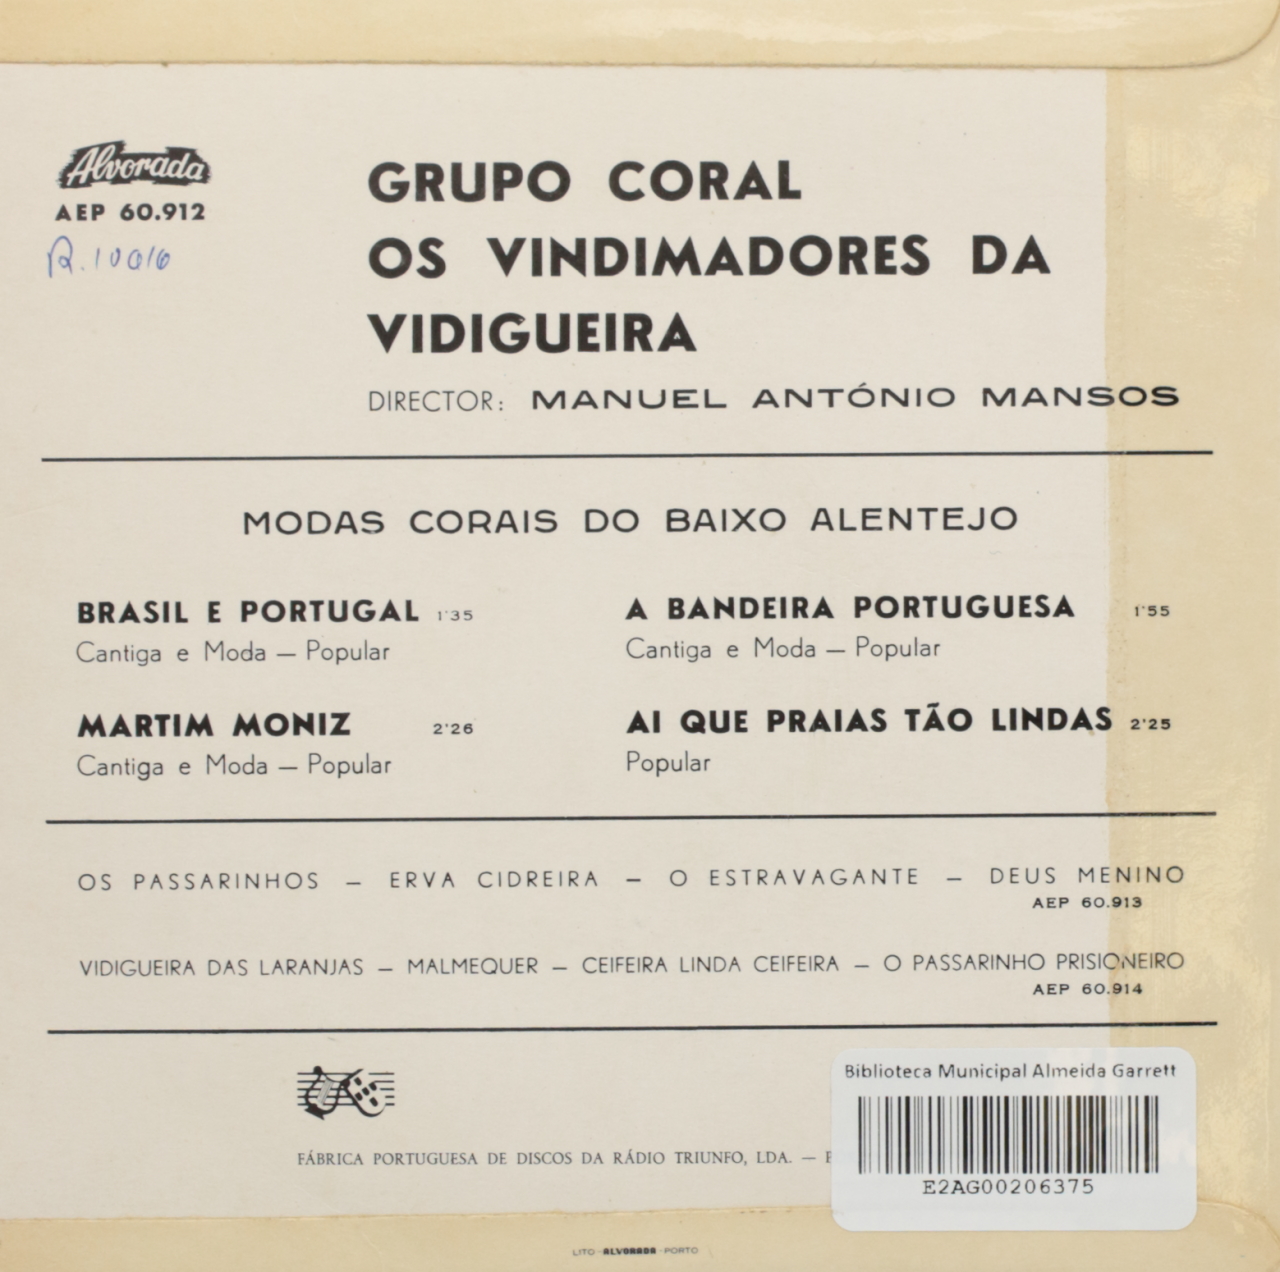 Alvorada
AEP 60.912
R.10016
GRUPO CORAL
OS VINDIMADORES DA
VIDIGUEIRA
DIRECTOR: MANUEL ANTÓNIO MANSOS
MODAS CORAIS DO BAIXO ALENTEJO
BRASIL E PORTUGAL 1'35
Cantiga e Moda — Popular
MARTIM MONIZ 2'26
Cantiga e Moda — Popular
A BANDEIRA PORTUGUESA 1'55
Cantiga e Moda — Popular
AI QUE PRAIAS TÃO LINDAS 2'25
Popular
OS PASSARINHOS — ERVA CIDREIRA — O ESTRAVAGANTE — DEUS MENINO
AEP 60.913
VIDIGUEIRA DAS LARANJAS — MALMEQUER — CEIFEIRA LINDA CEIFEIRA — O PASSARINHO PRISIONEIRO
AEP 60.914
FÁBRICA PORTUGUESA DE DISCOS DA RÁDIO TRIUNFO, LDA. —
Biblioteca Municipal Almeida Garrett
E2AG00206375
LITO-ALVORADA-PORTO